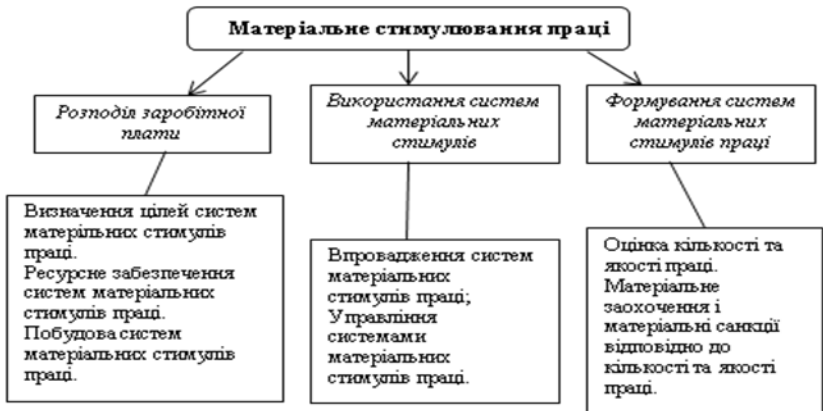 Матеріальне стимулювання праці
Розподіл заробітної
плати
Використання систем
матеріальних
стимулів
Формування систем
матеріальних
стимулів праці
Визначення цілей систем
матрільних стимулів
праці.
Ресурсне забезпечення
систем матеріальних
стимулів праці.
Побудова систем
матеріальних стимулів
праці.
Впровадження систем
матеріальних
стимулів праці;
Управління
системами
матеріальних
стимулів праці.
Оцінка кількості та
якості праці.
Матеріальне
заохочення і
матеріальні санкції
відповідно до
кількості та якості
праці.